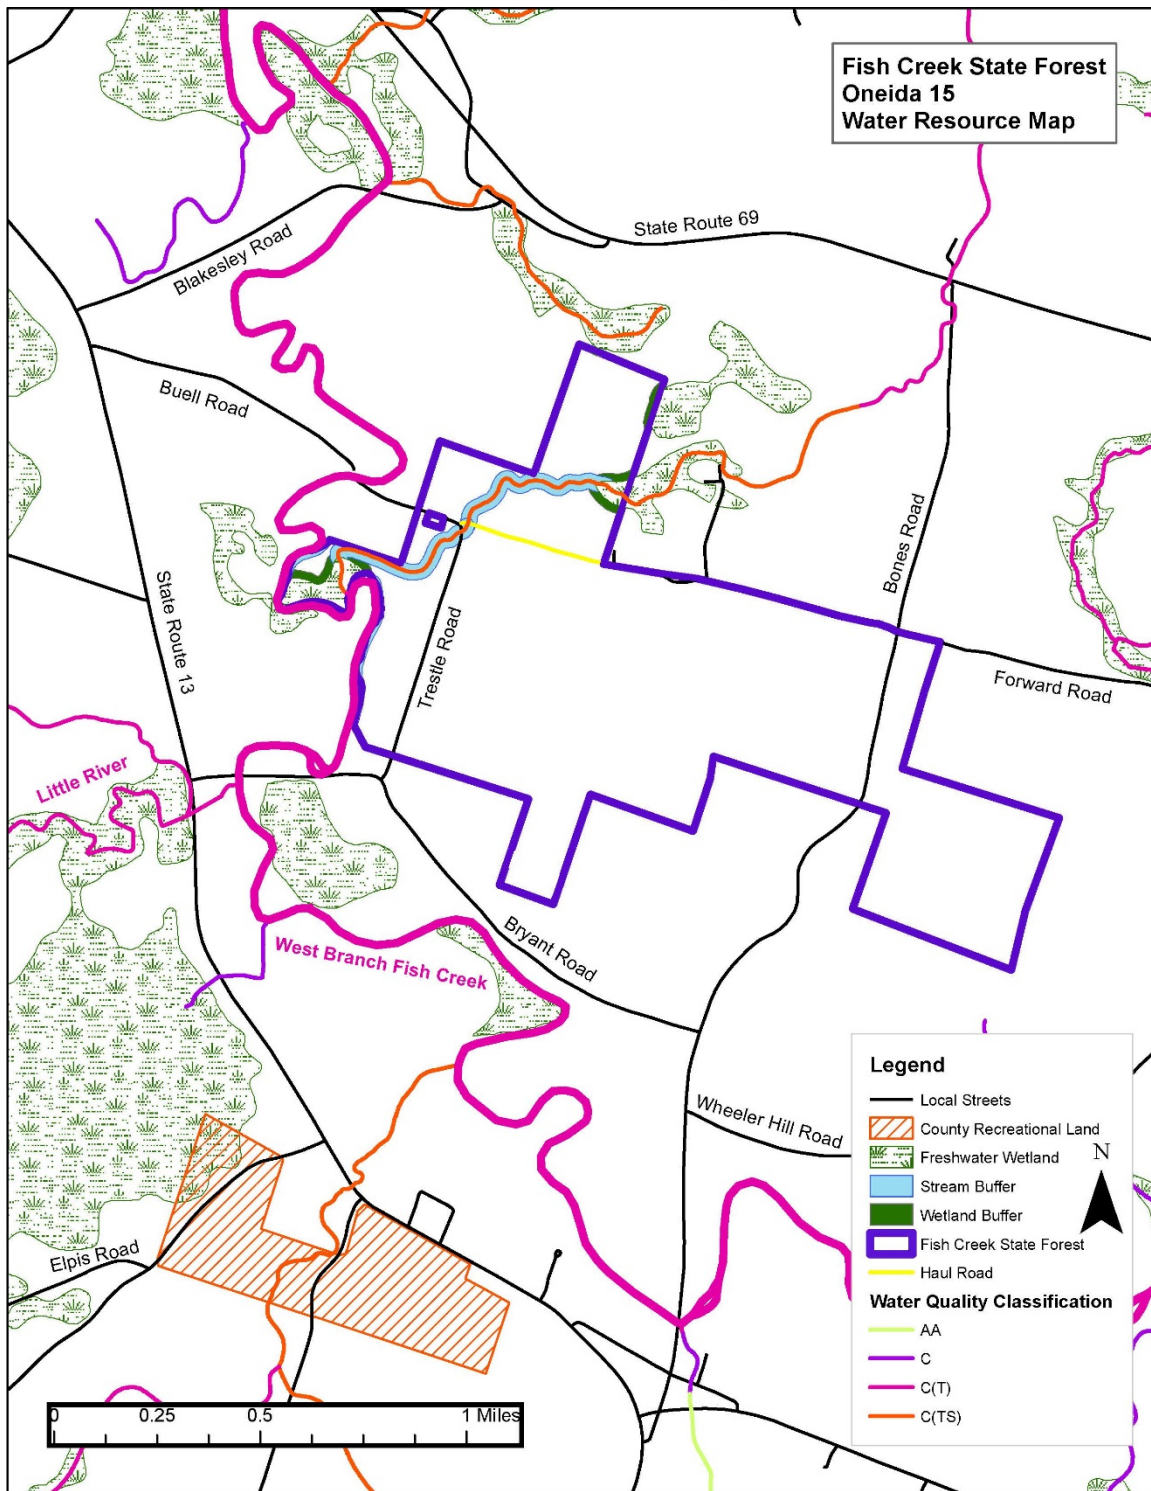 Fish Creek State Forest
Oneida 15
Water Resource Map
State Route 69
Blakesley Road
Buell Road
Bones Road
State Route 13
Trestle Road
Forward Road
Little River
Bryant Road
West Branch Fish Creek
Wheeler Hill Road
Elpis Road
Legend
Local Streets
County Recreational Land
Freshwater Wetland
Stream Buffer
Wetland Buffer
Fish Creek State Forest
Haul Road
Water Quality Classification
AA
C
C(T)
C(TS)
N
0 0.25 0.5 1 Miles